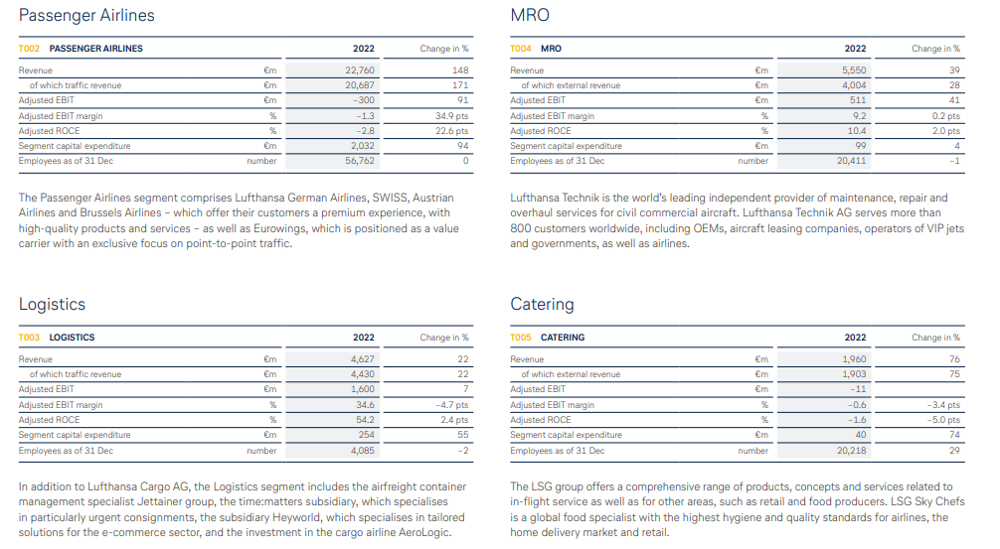 Passenger Airlines
T002 PASSENGER AIRLINES 2022 Change in %
Revenue €m 22,760 148
of which traffic revenue €m 20,687 171
Adjusted EBIT €m –300 91
Adjusted EBIT margin % –1.3 34.9 pts
Adjusted ROCE % –2.8 22.6 pts
Segment capital expenditure €m 2,032 94
Employees as of 31 Dec number 56,762 0
The Passenger Airlines segment comprises Lufthansa German Airlines, SWISS, Austrian
Airlines and Brussels Airlines – which offer their customers a premium experience, with
high-quality products and services – as well as Eurowings, which is positioned as a value
carrier with an exclusive focus on point-to-point traffic.
MRO
T004 MRO 2022 Change in %
Revenue €m 5,550 39
of which external revenue €m 4,004 28
Adjusted EBIT €m 511 41
Adjusted EBIT margin % 9.2 0.2 pts
Adjusted ROCE % 10.4 2.0 pts
Segment capital expenditure €m 99 4
Employees as of 31 Dec number 20,411 –1
Lufthansa Technik is the world's leading independent provider of maintenance, repair and
overhaul services for civil commercial aircraft. Lufthansa Technik AG serves more than
800 customers worldwide, including OEMs, aircraft leasing companies, operators of VIP jets
and governments, as well as airlines.
Logistics
T003 LOGISTICS 2022 Change in %
Revenue €m 4,627 22
of which traffic revenue €m 4,430 22
Adjusted EBIT €m 1,600 7
Adjusted EBIT margin % 34.6 –4.7 pts
Adjusted ROCE % 54.2 2.4 pts
Segment capital expenditure €m 254 55
Employees as of 31 Dec number 4,085 –2
In addition to Lufthansa Cargo AG, the Logistics segment includes the airfreight container
management specialist Jettainer group, the time:matters subsidiary, which specialises
in particularly urgent consignments, the subsidiary Heyworld, which specialises in tailored
solutions for the e-commerce sector, and the investment in the cargo airline AeroLogic.
Catering
T005 CATERING 2022 Change in %
Revenue €m 1,960 76
of which external revenue €m 1,903 75
Adjusted EBIT €m –11
Adjusted EBIT margin % –0.6 –3.4 pts
Adjusted ROCE % –1.6 –5.0 pts
Segment capital expenditure €m 40 74
Employees as of 31 Dec number 20,218 29
The LSG group offers a comprehensive range of products, concepts and services related to
in-flight service as well as for other areas, such as retail and food producers. LSG Sky Chefs
is a global food specialist with the highest hygiene and quality standards for airlines, the
home delivery market and retail.